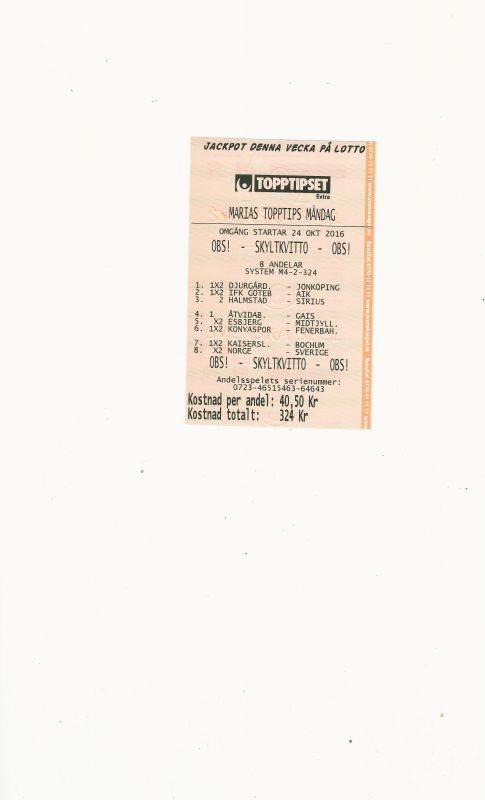 JACKPOT DENNA VECKA PÅ LOTTO
TOPPTIPSET
Extra
MARIAS TOPPTIPS MÅNDAG
OMGÅNG STARTAR 24 OKT 2016
OBS! - SKYLTKVITTO - OBS!
8 ANDELAR
SYSTEM M4-2-324
1. 1X2 DJURGÅRD. - JONKÖPING
2. 1X2 IFK GÖTEB - AIK
3. 2 HALMSTAD - SIRIUS
4. 1 ÅTVIDAB. - GAIS
5. X2 ESBJERG - MIDTJYLL.
6. 1X2 KONYASPOR - FENERBAH.
7. 1X2 KAISERSL. - BOCHUM
8. X2 NORGE - SVERIGE
OBS! - SKYLTKVITTO - OBS!
Andelsspelets serienummer:
0723-46515463-64643
Kostnad per andel: 40,50 Kr
Kostnad totalt: 324 Kr